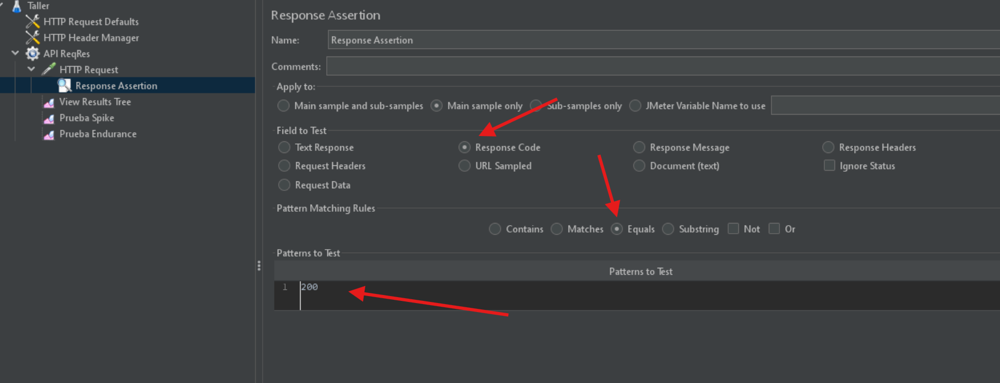 Taller
HTTP Request Defaults
HTTP Header Manager
API ReqRes
HTTP Request
Response Assertion
View Results Tree
Prueba Spike
Prueba Endurance
Response Assertion
Name: Response Assertion
Comments:
Apply to:
Main sample and sub-samples Main sample only Sub-samples only JMeter Variable Name to use
Field to Test
Text Response Response Code Response Message Response Headers
Request Headers URL Sampled Document (text) Ignore Status
Request Data
Pattern Matching Rules
Contains Matches Equals Substring Not Or
Patterns to Test
Patterns to Test
1 200